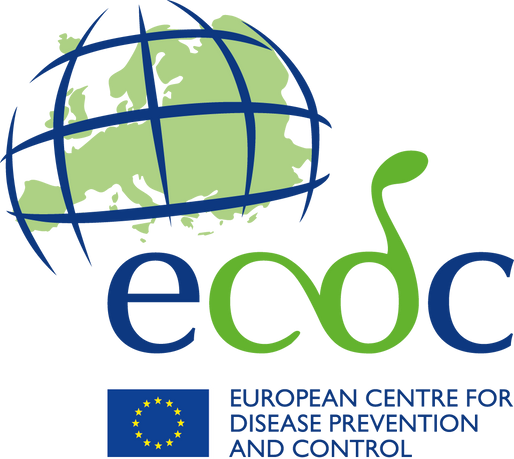 ecdc
EUROPEAN CENTRE FOR
DISEASE PREVENTION
AND CONTROL